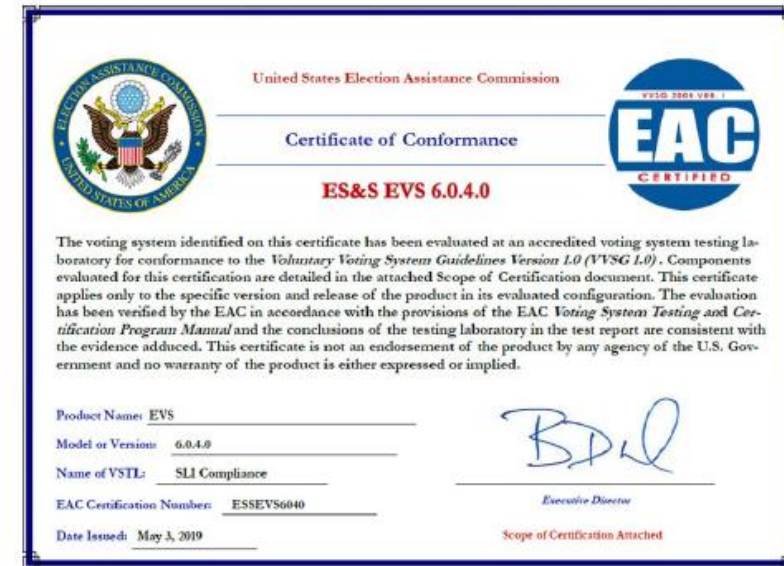 ELECTION ASSISTANCE COMMISSION
UNITED STATES OF AMERICA
United States Election Assistance Commission
VVSG 2005 VER. I
EAC
CERTIFIED
Certificate of Conformance
ES&S EVS 6.0.4.0
The voting system identified on this certificate has been evaluated at an accredited voting system testing la-
boratory for conformance to the Voluntary Voting System Guidelines Version 1.0 (VVSG 1.0) . Components
evaluated for this certification are detailed in the attached Scope of Certification document. This certificate
applies only to the specific version and release of the product in its evaluated configuration. The evaluation
has been verified by the EAC in accordance with the provisions of the EAC Voting System Testing and Cer-
tification Program Manual and the conclusions of the testing laboratory in the test report are consistent with
the evidence adduced. This certificate is not an endorsement of the product by any agency of the U.S. Gov-
ernment and no warranty of the product is either expressed or implied.
Product Name: EVS
Model or Version: 6.0.4.0
Name of VSTL: SLI Compliance
EAC Certification Number: ESSEVS6040
Date Issued: May 3, 2019
Executive Director
Scope of Certification Attached